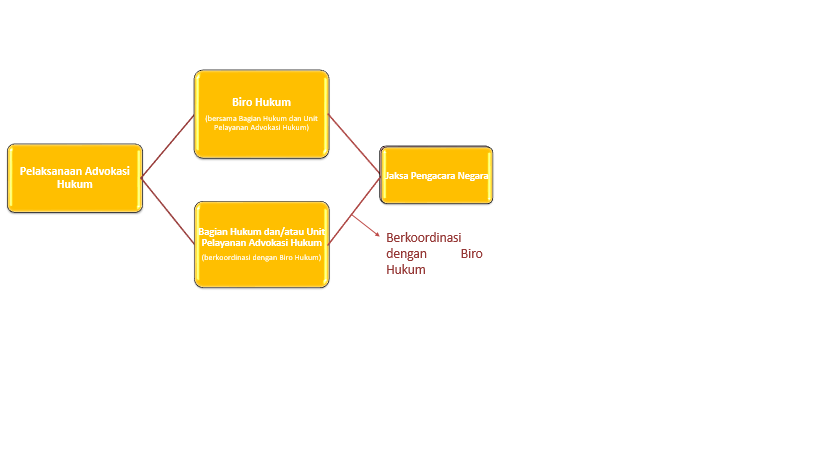 Biro Hukum
(bersama Bagian Hukum dan Unit
Pelayanan Advokasi Hukum)
Pelaksanaan Advokasi
Hukum
Jaksa Pengacara Negara
Bagian Hukum dan/atau Unit
Pelayanan Advokasi Hukum
(berkoordinasi dengan Biro Hukum)
Berkoordinasi
dengan Biro
Hukum